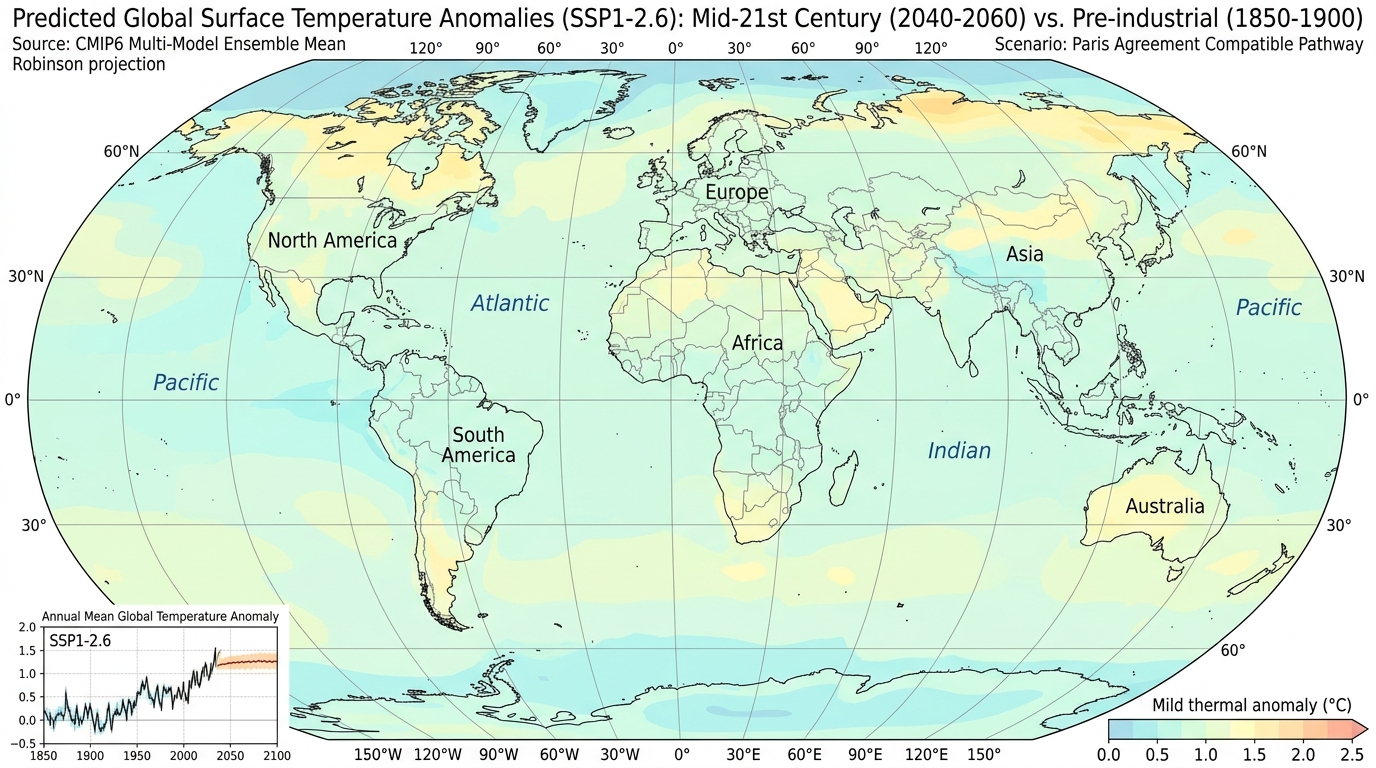 Predicted Global Surface Temperature Anomalies (SSP1-2.6): Mid-21st Century (2040-2060) vs. Pre-industrial (1850-1900)
Source: CMIP6 Multi-Model Ensemble Mean
Scenario: Paris Agreement Compatible Pathway
Robinson projection
120° 90° 60° 30° 0° 30° 60° 90° 120°
60°N 60°N
Europe
North America
Asia
30°N 30°N
Atlantic
Pacific
Africa
Pacific
0° 0°
South
America
Indian
Australia
30° 30°
60°
Annual Mean Global Temperature Anomaly
SSP1-2.6
2.0
1.5
1.0
0.5
0.0
−0.5
1850 1900 1950 2000 2050 2100
150°W 120°W 90°W 60°W 30°W 0° 30°E 60°E 90°E 120°E 150°
Mild thermal anomaly (°C)
0.0 0.5 1.0 1.5 2.0 2.5